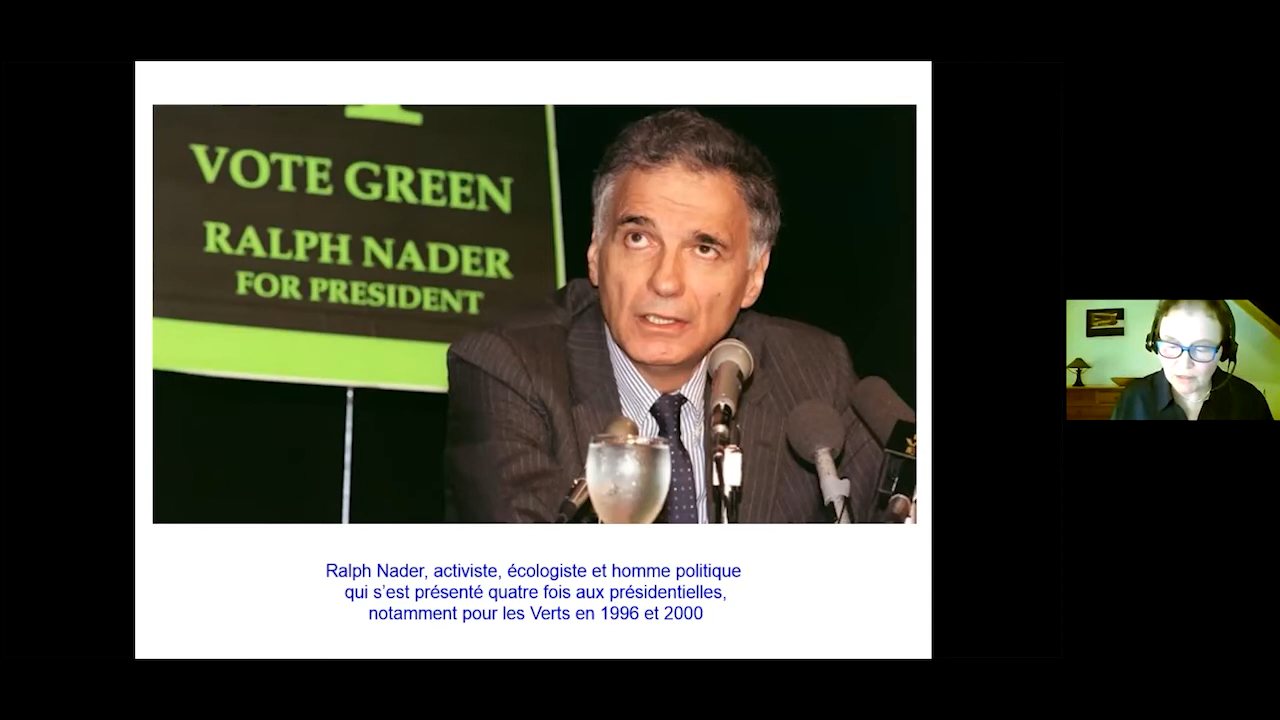 VOTE GREEN
RALPH NADER
FOR PRESIDENT
Ralph Nader, activiste, écologiste et homme politique
qui s’est présenté quatre fois aux présidentielles,
notamment pour les Verts en 1996 et 2000